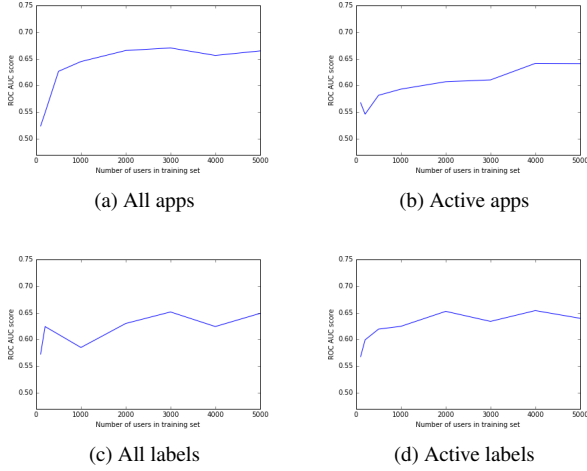 0.75
0.70
0.65
0.60
0.55
0.50
ROC AUC score
0 1000 2000 3000 4000 5000
Number of users in training set
(a) All apps
0.75
0.70
0.65
0.60
0.55
0.50
ROC AUC score
0 1000 2000 3000 4000 5000
Number of users in training set
(b) Active apps
0.75
0.70
0.65
0.60
0.55
0.50
ROC AUC score
0 1000 2000 3000 4000 5000
Number of users in training set
(c) All labels
0.75
0.70
0.65
0.60
0.55
0.50
ROC AUC score
0 1000 2000 3000 4000 5000
Number of users in training set
(d) Active labels